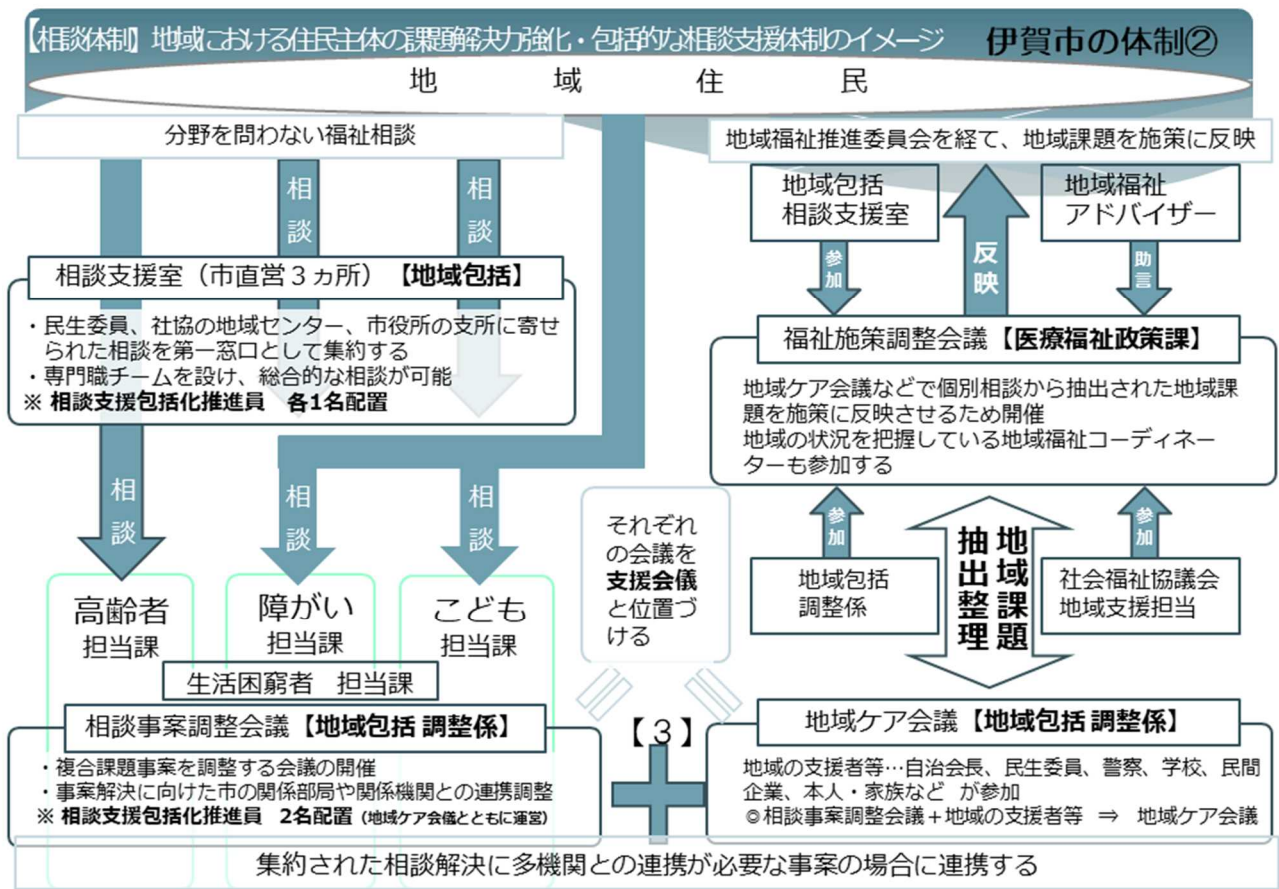 【相談体制】地域における住民主体の課題解決力強化・包括的な相談支援体制のイメージ
伊賀市の体制②
地域住民
分野を問わない福祉相談
相談
相談
相談支援室（市直営３ヵ所）【地域包括】
・民生委員、社協の地域センター、市役所の支所に寄せ
られた相談を第一窓口として集約する
・専門職チームを設け、総合的な相談が可能
※ 相談支援包括化推進員　各1名配置
相談
相談
相談
高齢者
担当課
障がい
担当課
こども
担当課
生活困窮者　担当課
相談事案調整会議【地域包括 調整係】
・複合課題事案を調整する会議の開催
・事案解決に向けた市の関係部局や関係機関との連携調整
※ 相談支援包括化推進員　2名配置（地域ケア会儀とともに運営）
それぞれ
の会議を
支援会儀
と位置づ
ける
【３】
地域福祉推進委員会を経て、地域課題を施策に反映
地域包括
相談支援室
地域福祉
アドバイザー
参加
反映
助言
福祉施策調整会議【医療福祉政策課】
地域ケア会議などで個別相談から抽出された地域課
題を施策に反映させるため開催
地域の状況を把握している地域福祉コーディネー
ターも参加する
参加
参加
地域包括
調整係
地域課題
抽出整理
社会福祉協議会
地域支援担当
地域ケア会議【地域包括 調整係】
地域の支援者等…自治会長、民生委員、警察、学校、民間
企業、本人・家族など が参加
◎相談事案調整会議＋地域の支援者等 ⇒ 地域ケア会議
集約された相談解決に多機関との連携が必要な事案の場合に連携する